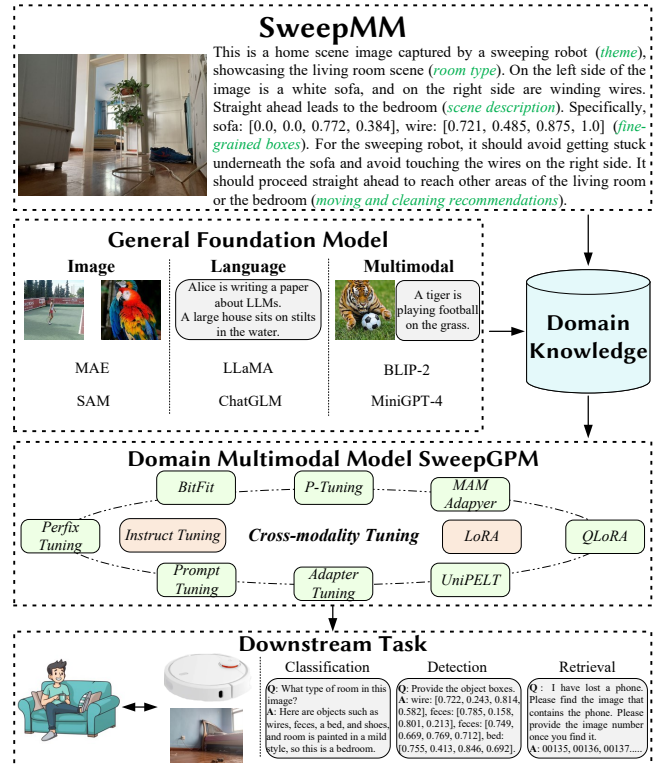 SweepMM
This is a home scene image captured by a sweeping robot (theme),
showcasing the living room scene (room type). On the left side of the
image is a white sofa, and on the right side are winding wires.
Straight ahead leads to the bedroom (scene description). Specifically,
sofa: [0.0, 0.0, 0.772, 0.384], wire: [0.721, 0.485, 0.875, 1.0] (fine-
grained boxes). For the sweeping robot, it should avoid getting stuck
underneath the sofa and avoid touching the wires on the right side. It
should proceed straight ahead to reach other areas of the living room
or the bedroom (moving and cleaning recommendations).
General Foundation Model
Image
Language
Multimodal
Alice is writing a paper
about LLMs.
A large house sits on stilts
in the water.
A tiger is
playing football
on the grass.
MAE
LLaMA
BLIP-2
SAM
ChatGLM
MiniGPT-4
Domain
Knowledge
Domain Multimodal Model SweepGPM
BitFit
P-Tuning
MAM
Adapyer
Perfix
Tuning
Instruct Tuning
Cross-modality Tuning
LoRA
QLoRA
Prompt
Tuning
Adapter
Tuning
UniPELT
Downstream Task
Classification
Q: What type of room in this
image?
A: Here are objects such as
wires, feces, a bed, and shoes,
and room is painted in a mild
style, so this is a bedroom.
Detection
Q: Provide the object boxes.
A: wire: [0.722, 0.243, 0.814,
0.582], feces: [0.785, 0.158,
0.801, 0.213], feces: [0.749,
0.669, 0.769, 0.712], bed:
[0.755, 0.413, 0.846, 0.692].
Retrieval
Q : I have lost a phone.
Please find the image that
contains the phone. Please
provide the image number
once you find it.
A: 00135, 00136, 00137.....